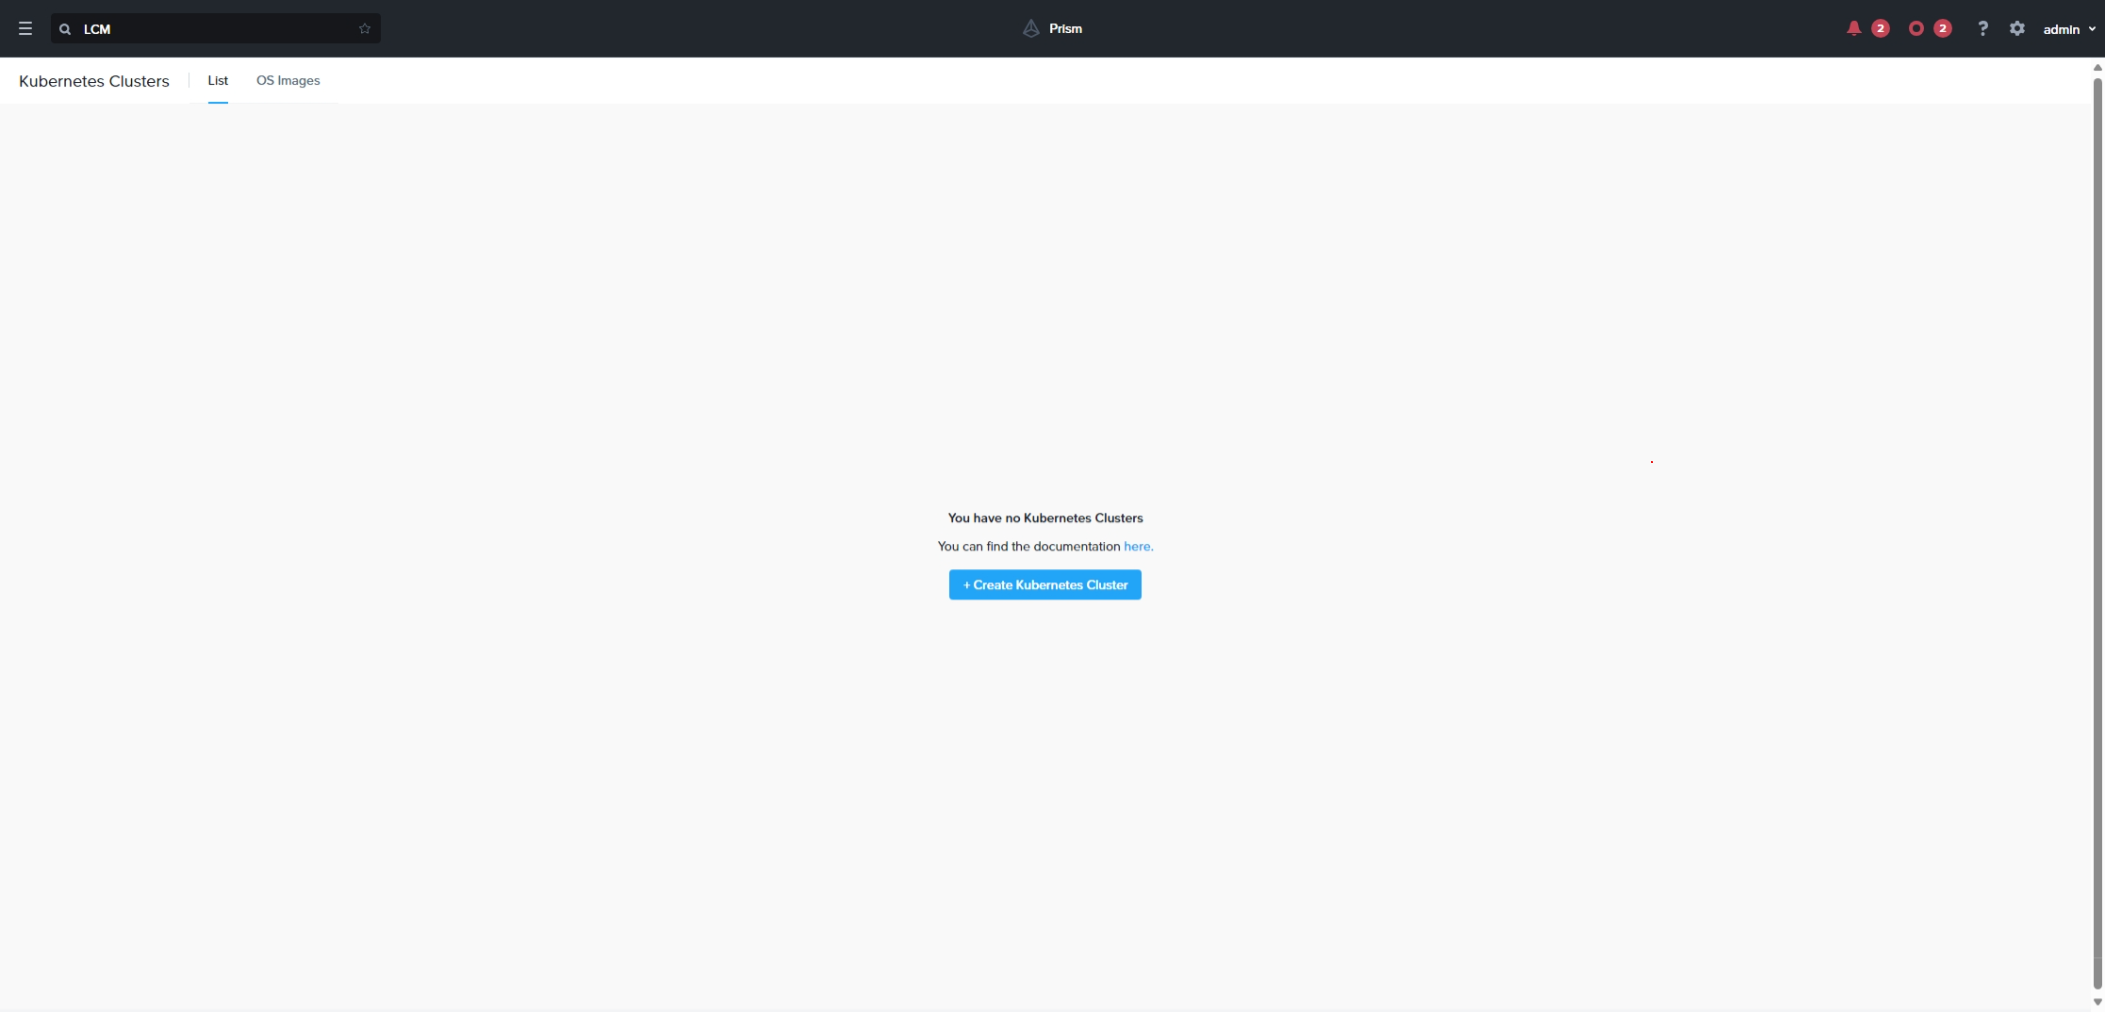 LCM
Prism
2
2
?
admin
Kubernetes Clusters
List
OS Images
You have no Kubernetes Clusters
You can find the documentation here.
+ Create Kubernetes Cluster